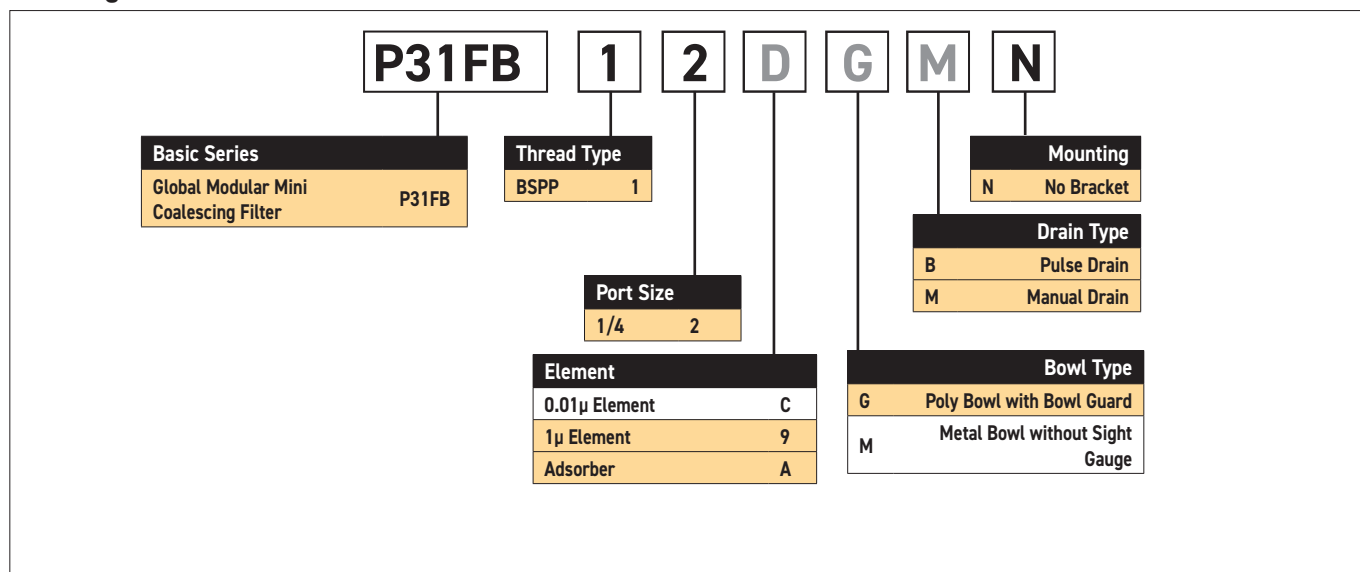 P31FB 1 2 D G M N
Basic Series
Global Modular Mini
Coalescing Filter P31FB
Thread Type
BSPP 1
Mounting
N No Bracket
Drain Type
B Pulse Drain
M Manual Drain
Port Size
1/4 2
Element
0.01µ Element C
1µ Element 9
Adsorber A
Bowl Type
G Poly Bowl with Bowl Guard
M Metal Bowl without Sight
Gauge